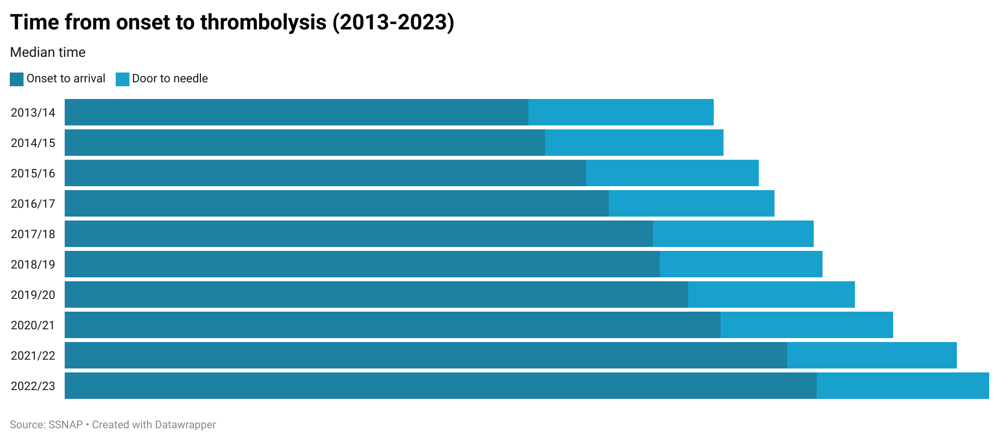 Time from onset to thrombolysis (2013-2023)
Median time
Onset to arrival Door to needle
2013/14
2014/15
2015/16
2016/17
2017/18
2018/19
2019/20
2020/21
2021/22
2022/23
Source: SSNAP • Created with Datawrapper